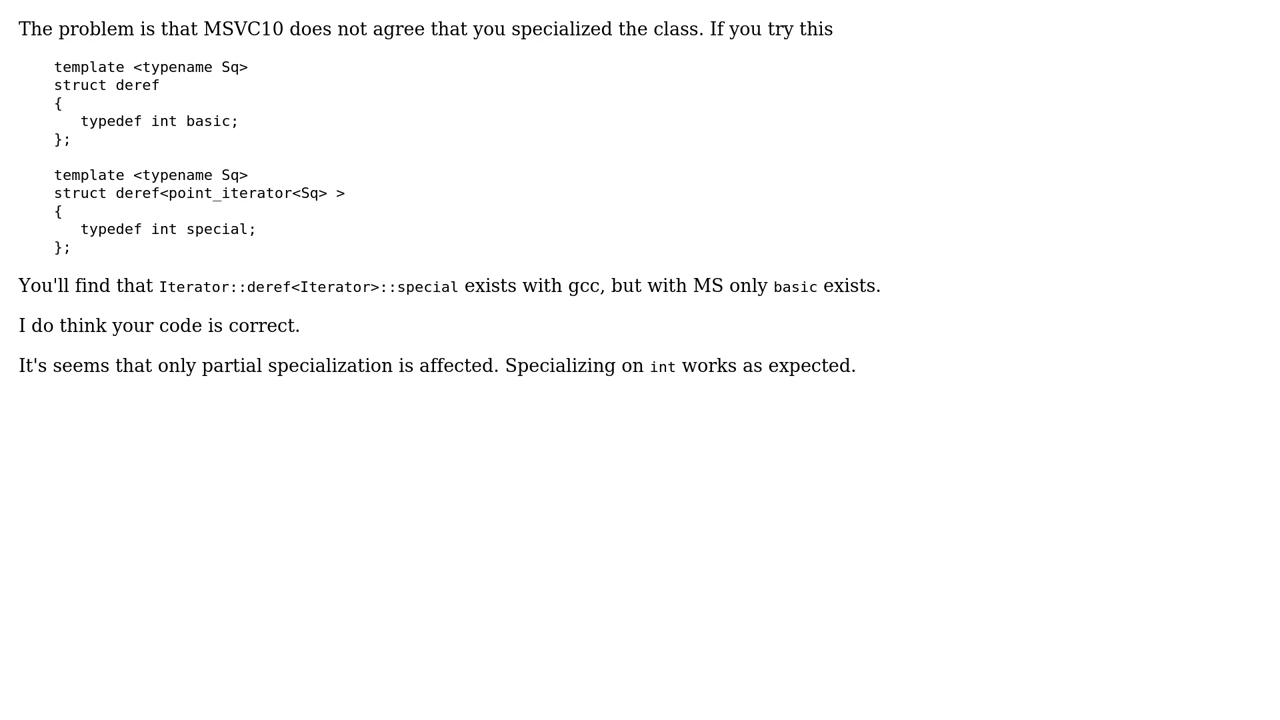 The problem is that MSVC10 does not agree that you specialized the class. If you try this
template <typename Sq>
struct deref
{
   typedef int basic;
};

template <typename Sq>
struct deref<point_iterator<Sq> >
{
   typedef int special;
};
You'll find that Iterator::deref<Iterator>::special exists with gcc, but with MS only basic exists.
I do think your code is correct.
It's seems that only partial specialization is affected. Specializing on int works as expected.